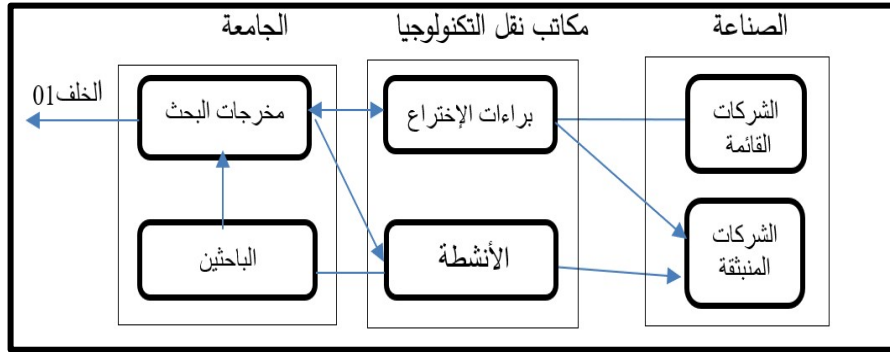 الصناعة
مكاتب نقل التكنولوجيا
الجامعة
الشركات
القائمة
براءات الإختراع
مخرجات البحث
الخلف01
الشركات
المنبثقة
الأنشطة
الباحثين